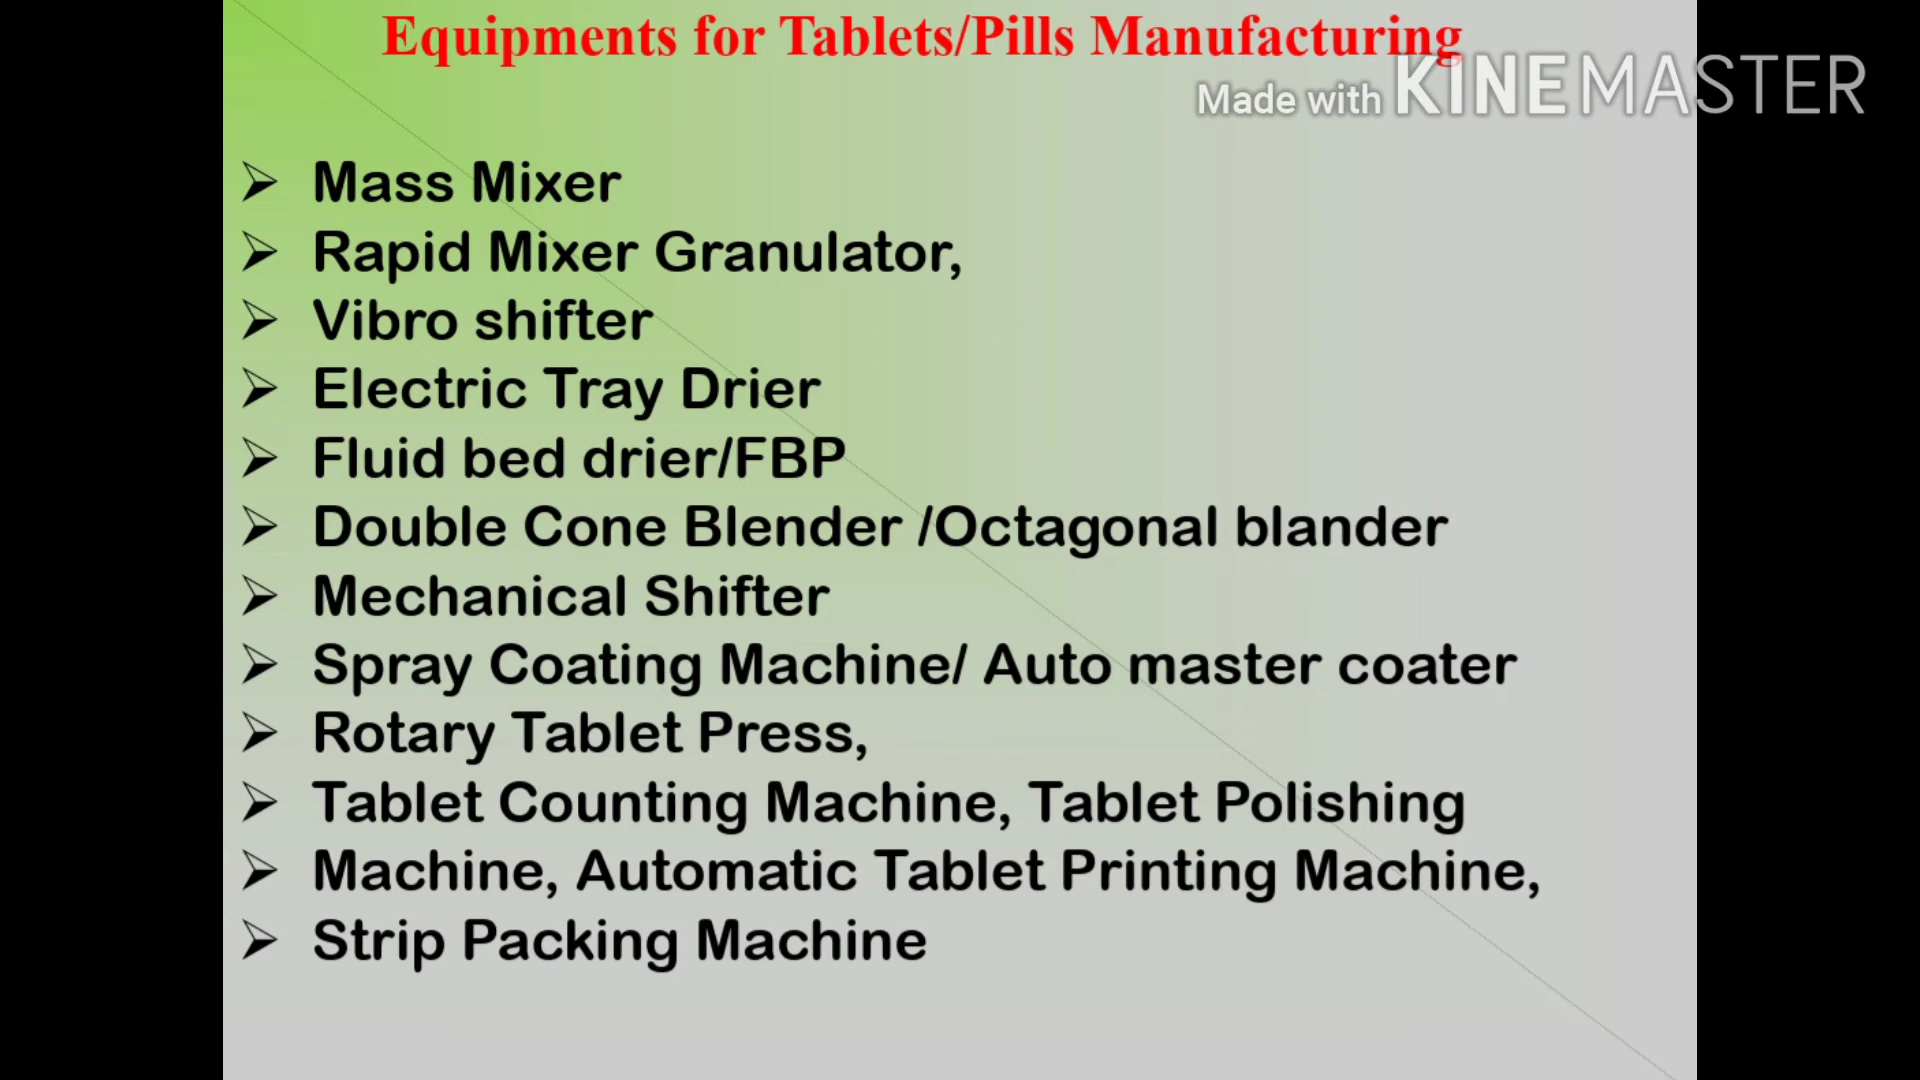 Equipments for Tablets/Pills Manufacturing
Made with KINEMASTER
➢ Mass Mixer
➢ Rapid Mixer Granulator,
➢ Vibro shifter
➢ Electric Tray Drier
➢ Fluid bed drier/FBP
➢ Double Cone Blender /Octagonal blander
➢ Mechanical Shifter
➢ Spray Coating Machine/ Auto master coater
➢ Rotary Tablet Press,
➢ Tablet Counting Machine, Tablet Polishing
➢ Machine, Automatic Tablet Printing Machine,
➢ Strip Packing Machine